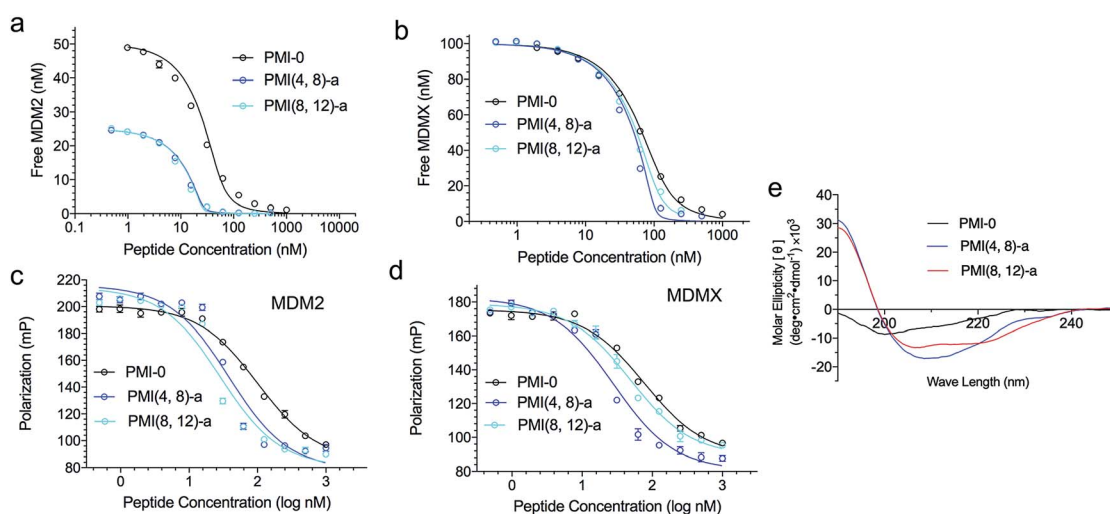 a
Free MDM2 (nM)
50
40
30
20
10
0
0.1
1
10
100
1000
10000
Peptide Concentration (nM)
PMI-0
PMI(4, 8)-a
PMI(8, 12)-a
b
Free MDMX (nM)
100
80
60
40
20
0
1
10
100
1000
Peptide Concentration (nM)
PMI-0
PMI(4, 8)-a
PMI(8, 12)-a
c
MDM2
Polarization (mP)
220
200
180
160
140
120
100
80
0
1
2
3
Peptide Concentration (log nM)
PMI-0
PMI(4, 8)-a
PMI(8, 12)-a
d
MDMX
Polarization (mP)
180
160
140
120
100
80
0
1
2
3
Peptide Concentration (log nM)
PMI-0
PMI(4, 8)-a
PMI(8, 12)-a
e
Molar Ellipticity [ θ ]
(deg•cm²•dmol⁻¹) ×10³
40
30
20
10
0
-10
-20
200
220
240
Wave Length (nm)
PMI-0
PMI(4, 8)-a
PMI(8, 12)-a